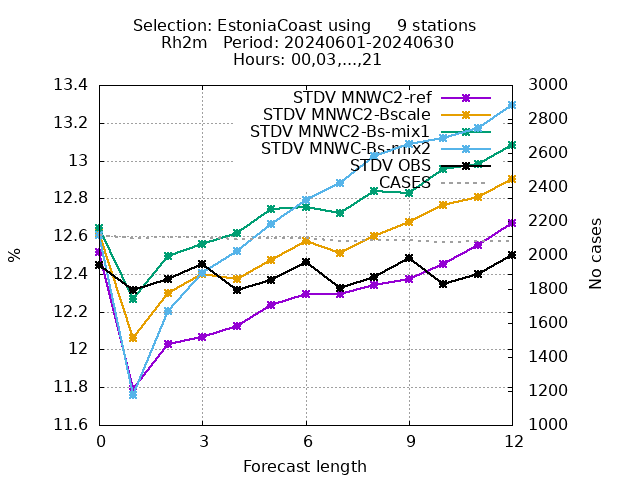 Selection: EstoniaCoast using 9 stations
Rh2m Period: 20240601-20240630
Hours: 00,03,...,21
STDV MNWC2-ref
STDV MNWC2-Bscale
STDV MNWC2-Bs-mix1
STDV MNWC-Bs-mix2
STDV OBS
CASES
13.4
13.2
13
12.8
12.6
12.4
12.2
12
11.8
11.6
%
3000
2800
2600
2400
2200
2000
1800
1600
1400
1200
1000
No cases
0 3 6 9 12
Forecast length